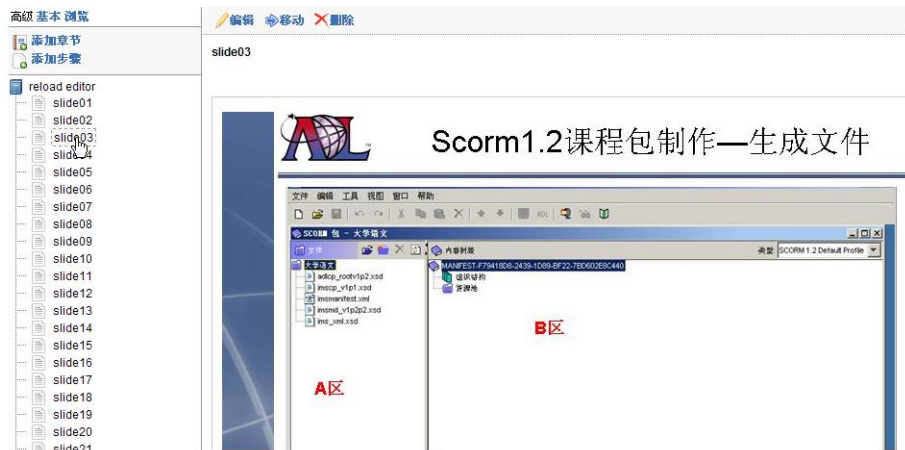 高级 基本 浏览
添加章节
添加步骤
reload editor
slide01
slide02
slide03
slide04
slide05
slide06
slide07
slide08
slide09
slide10
slide11
slide12
slide13
slide14
slide15
slide16
slide17
slide18
slide19
slide20
slide21
编辑 移动 删除
slide03
ADL
Scorm1.2课程包制作—生成文件
文件 编辑 工具 视图 窗口 帮助
ADL
SCORM 包 - 大学语文
文件
内容封装
类型: SCORM 1.2 Default Profile
大学语文
adlcp_rootv1p2.xsd
imscp_v1p1.xsd
imsmanifest.xml
imsmd_v1p2p2.xsd
ims_xml.xsd
MANIFEST-F79418D8-2439-1D89-BF22-7BD602E8C440
组织结构
资源池
A区
B区